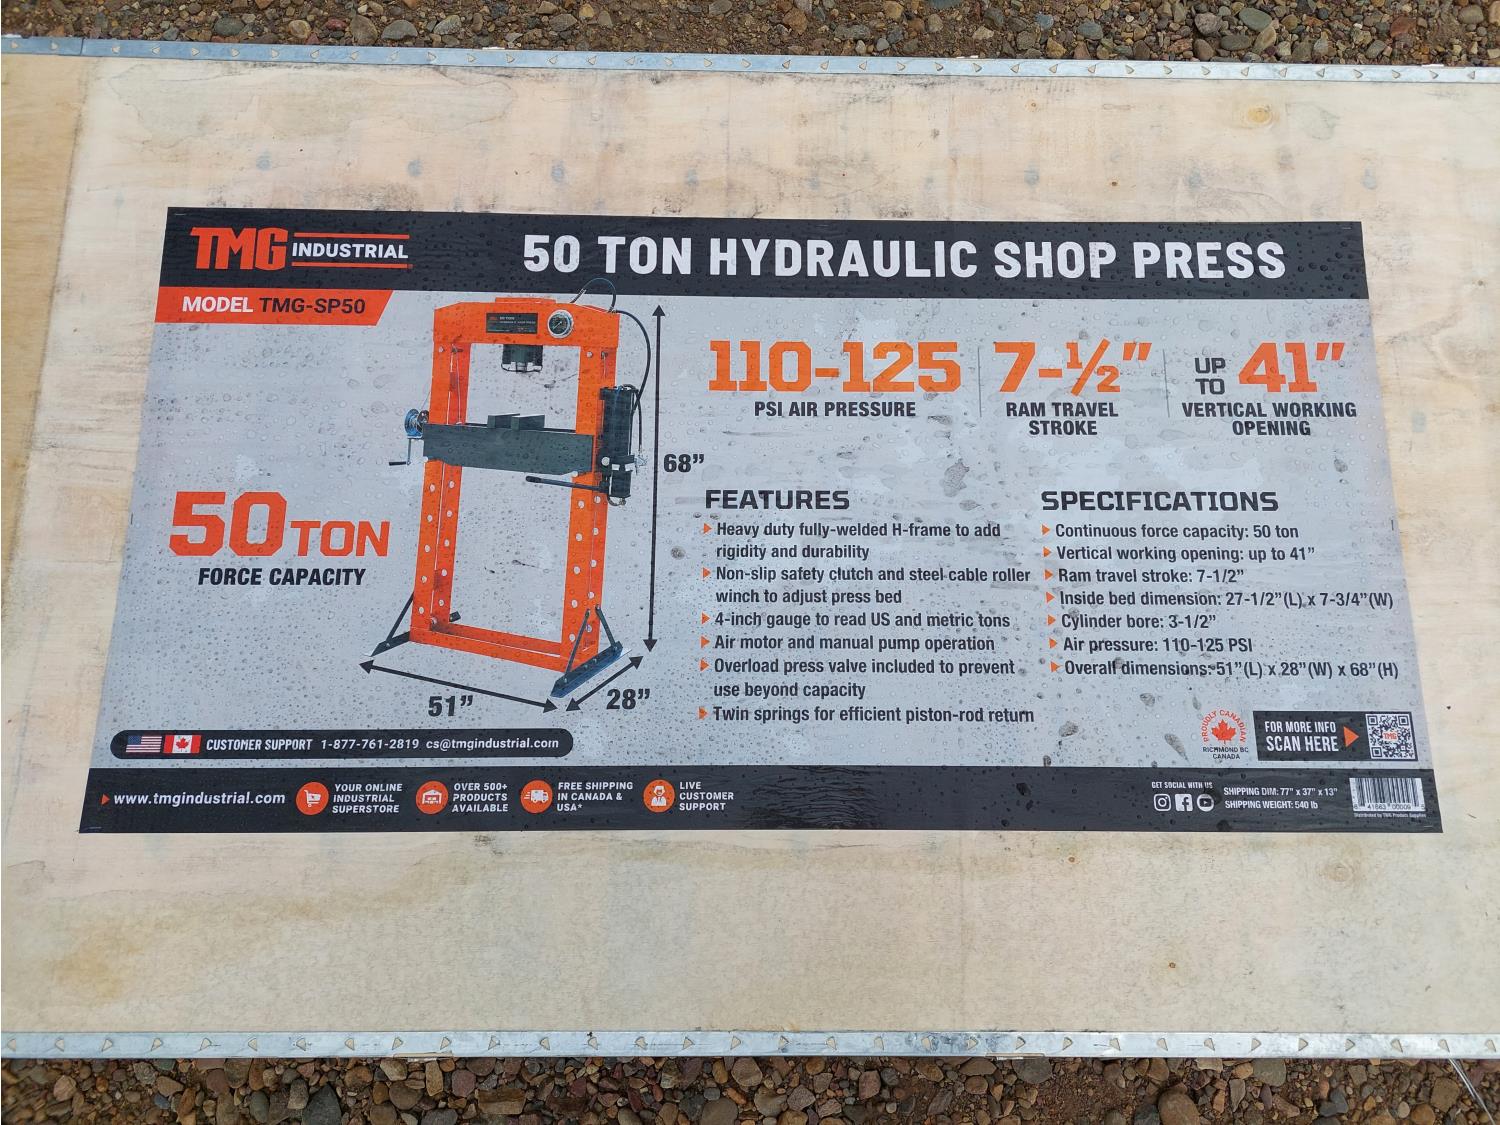 TMG INDUSTRIAL
50 TON HYDRAULIC SHOP PRESS
MODEL TMG-SP50
50 TON
FORCE CAPACITY
68”
51”
28”
110-125
PSI AIR PRESSURE
7-½”
RAM TRAVEL
STROKE
UP
TO 41”
VERTICAL WORKING
OPENING
FEATURES
Heavy duty fully-welded H-frame to add
rigidity and durability
Non-slip safety clutch and steel cable roller
winch to adjust press bed
4-inch gauge to read US and metric tons
Air motor and manual pump operation
Overload press valve included to prevent
use beyond capacity
Twin springs for efficient piston-rod return
SPECIFICATIONS
Continuous force capacity: 50 ton
Vertical working opening: up to 41”
Ram travel stroke: 7-1/2”
Inside bed dimension: 27-1/2”(L) x 7-3/4”(W)
Cylinder bore: 3-1/2”
Air pressure: 110-125 PSI
Overall dimensions: 51”(L) x 28”(W) x 68”(H)
PROUDLY CANADIAN
RICHMOND BC
CANADA
FOR MORE INFO
SCAN HERE
TMG
CUSTOMER SUPPORT 1-877-761-2819 cs@tmgindustrial.com
www.tmgindustrial.com
YOUR ONLINE
INDUSTRIAL
SUPERSTORE
OVER 500+
PRODUCTS
AVAILABLE
FREE SHIPPING
IN CANADA &
USA*
LIVE
CUSTOMER
SUPPORT
GET SOCIAL WITH US
SHIPPING DIM: 77” x 37” x 13”
SHIPPING WEIGHT: 540 lb
Distributed by TMG Product Supplies